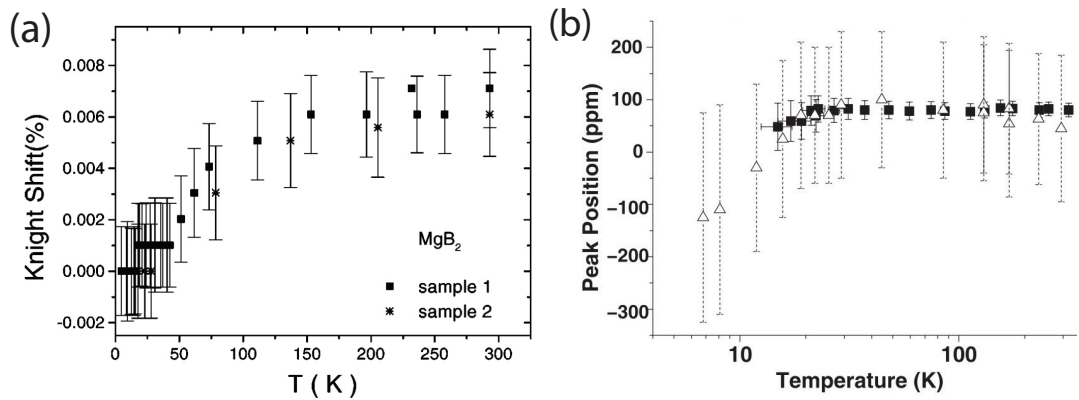 (a)
Knight Shift(%)
0.008
0.006
0.004
0.002
0.000
-0.002
MgB2
sample 1
sample 2
0 50 100 150 200 250 300
T ( K )
(b)
Peak Position (ppm)
200
100
0
−100
−200
−300
10 100
Temperature (K)